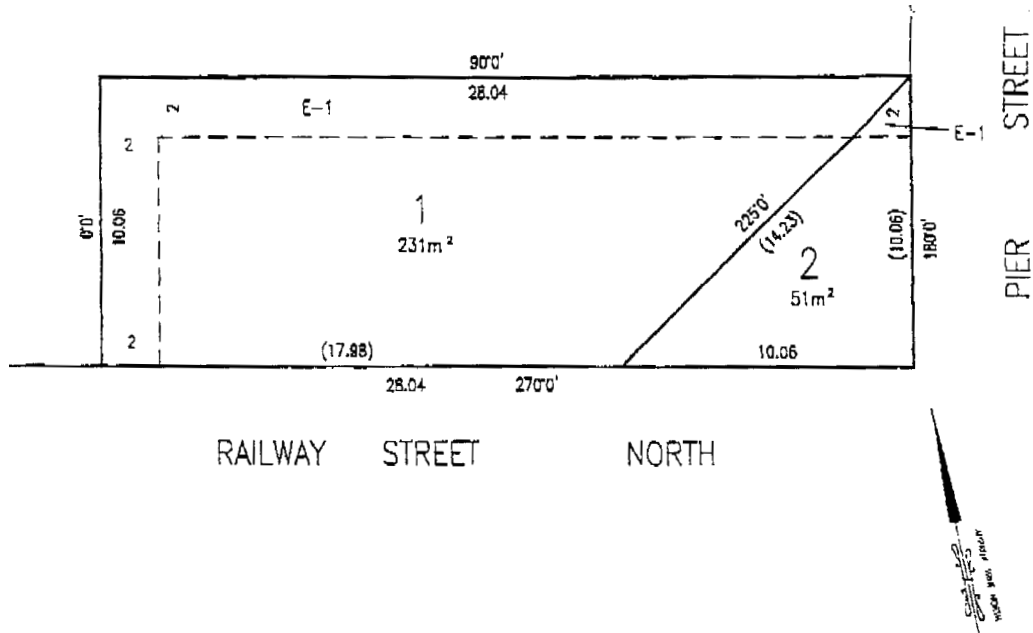 90°0'
28.04
2
E-1
2
E-1
STREET
2
0°0'
10.06
1
231m²
225°0'
(14.23)
2
51m²
(10.06)
180°0'
PIER
2
(17.98)
10.06
28.04 270°0'
RAILWAY STREET NORTH